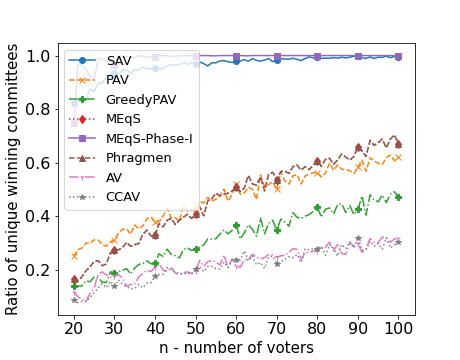 Ratio of unique winning committees
1.0
0.8
0.6
0.4
0.2
SAV
PAV
GreedyPAV
MEqS
MEqS-Phase-I
Phragmen
AV
CCAV
20 30 40 50 60 70 80 90 100
n - number of voters